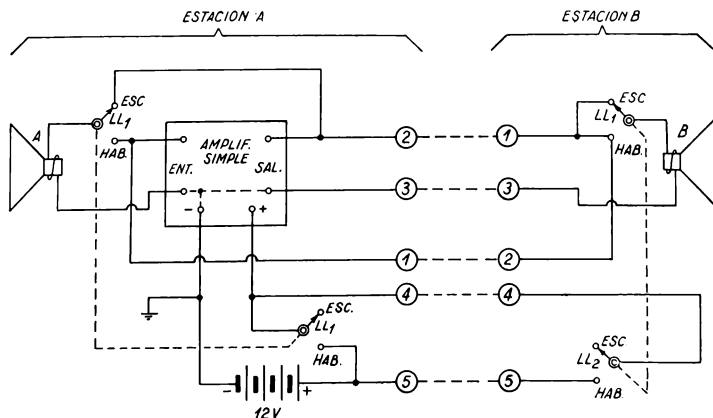 ESTACION A
ESTACION B
A
ESC
LL1
HAB.
AMPLIF.
SIMPLE
ENT.
SAL.
-
+
2
1
3
3
1
2
4
4
5
5
ESC
LL1
HAB.
B
ESC.
LL1
HAB.
-
+
12 V
ESC
LL2
HAB.